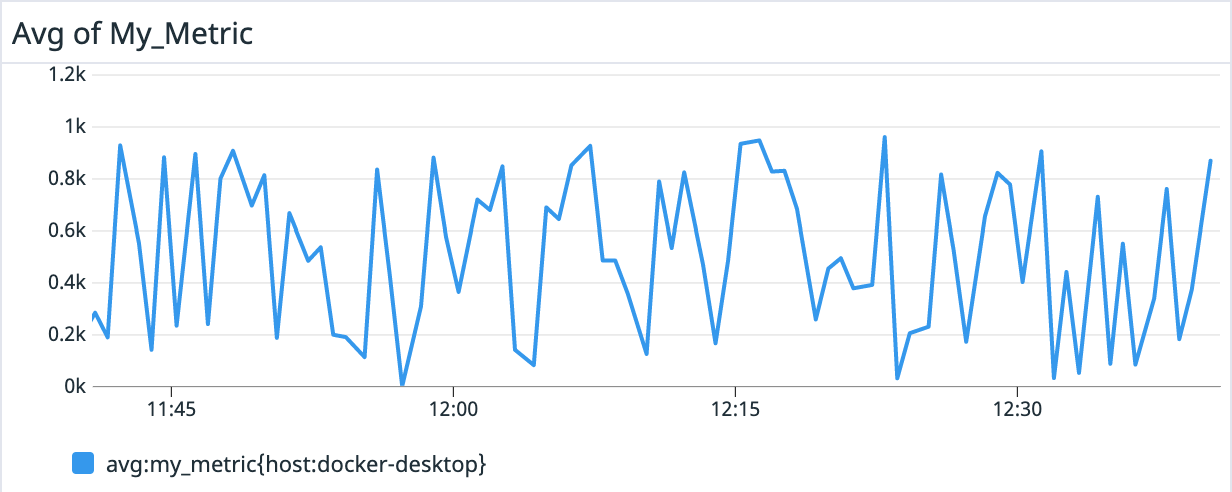 Avg of My_Metric
1.2k
1k
0.8k
0.6k
0.4k
0.2k
0k
11:45 12:00 12:15 12:30
avg:my_metric{host:docker-desktop}